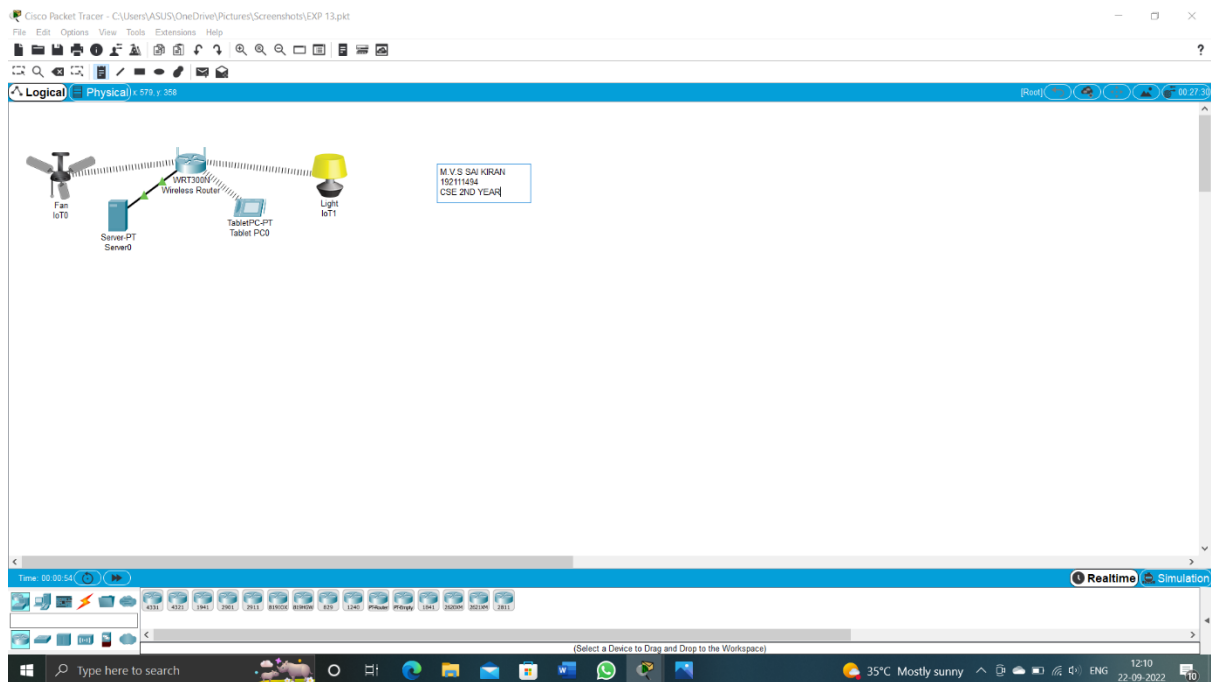 Cisco Packet Tracer - C:\Users\ASUS\OneDrive\Pictures\Screenshots\EXP 13.pkt
File Edit Options View Tools Extensions Help
?
Logical Physical x 579, y 358 [Root] 00:27:30
M.V.S SAI KIRAN
192111494
CSE 2ND YEAR
WRT300N
Wireless Router
Fan
IoT0
Light
IoT1
TabletPC-PT
Tablet PC0
Server-PT
Server0
Time: 00:00:54 Realtime Simulation
4331 4321 1941 2901 2911 819IOX 819HGW 829 1240 PT-Router PT-Empty 1841 2620XM 2621XM 2811
(Select a Device to Drag and Drop to the Workspace)
Type here to search 35°C Mostly sunny ENG 12:10
22-09-2022 10